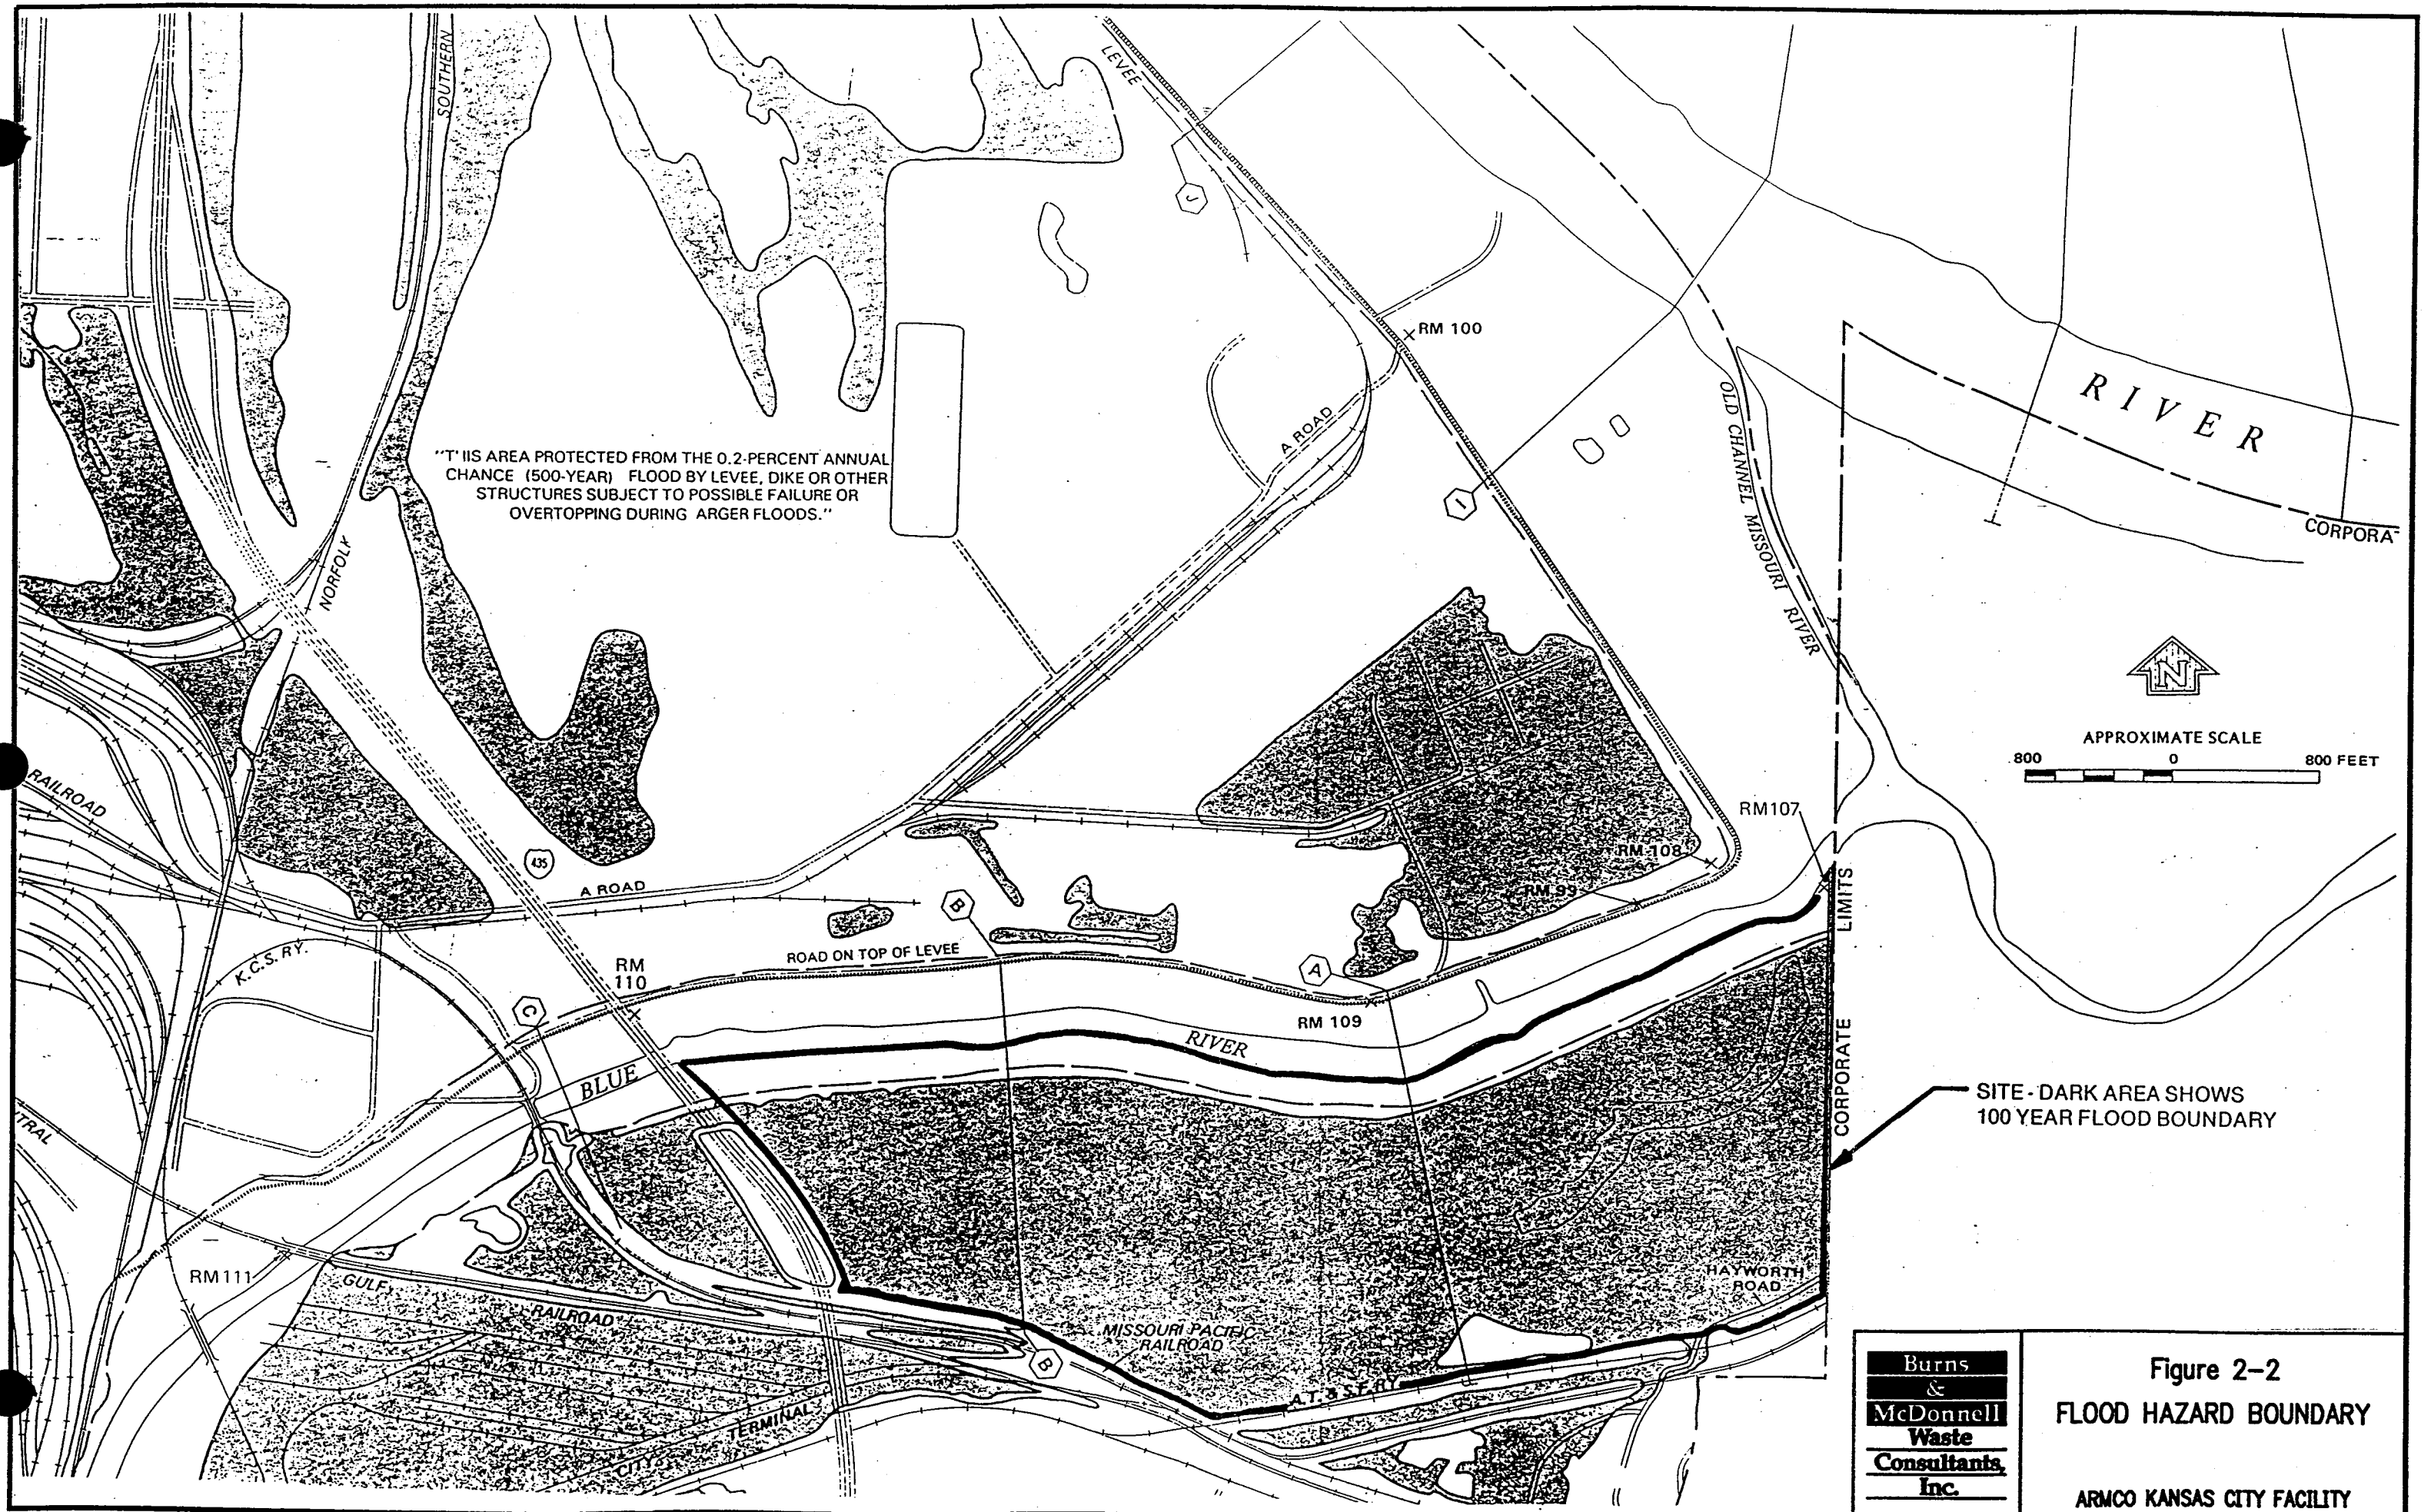 SOUTHERN
LEVEE
J
RM 100
RIVER
OLD CHANNEL MISSOURI RIVER
A ROAD
"T' IIS AREA PROTECTED FROM THE 0.2-PERCENT ANNUAL
CHANCE (500-YEAR) FLOOD BY LEVEE, DIKE OR OTHER
STRUCTURES SUBJECT TO POSSIBLE FAILURE OR
OVERTOPPING DURING ARGER FLOODS."
I
CORPORA
NORFOLK
N
APPROXIMATE SCALE
800 0 800 FEET
RAILROAD
RM107
435
RM 108
A ROAD
RM 99
B
LIMITS
ROAD ON TOP OF LEVEE
K.C.S. RY.
RM
110
A
C
RM 109
RIVER
BLUE
CORPORATE
SITE - DARK AREA SHOWS
100 YEAR FLOOD BOUNDARY
TRAL
RM111
GULF
RAILROAD
HAYWORTH
ROAD
MISSOURI PACIFIC
RAILROAD
B
A.T. & S.F. RY.
CITY TERMINAL
Burns
&
McDonnell
Waste
Consultants,
Inc.
Figure 2-2
FLOOD HAZARD BOUNDARY
ARMCO KANSAS CITY FACILITY